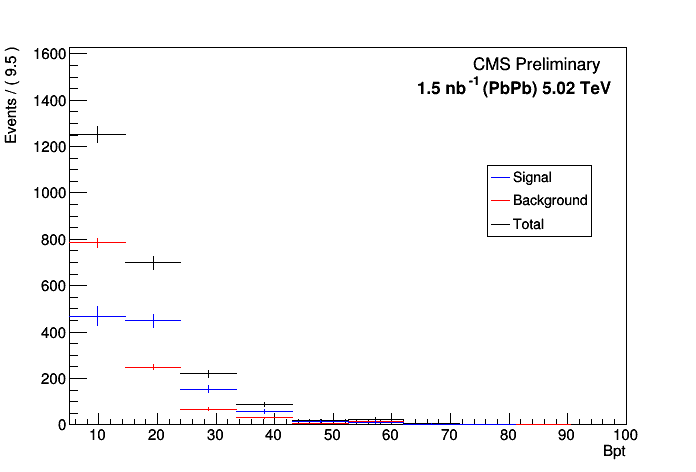 CMS Preliminary
1.5 nb⁻¹ (PbPb) 5.02 TeV
Events / ( 9.5 )
1600
1400
1200
1000
800
600
400
200
0
Signal
Background
Total
10 20 30 40 50 60 70 80 90 100
Bpt